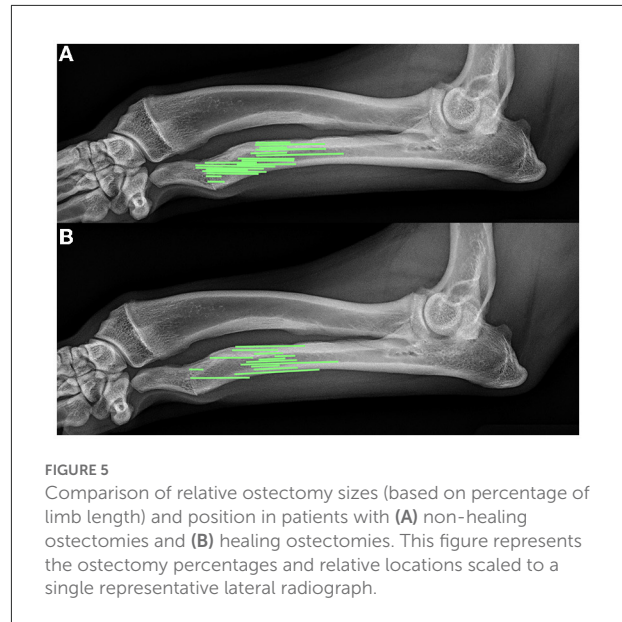 A
B
FIGURE 5
Comparison of relative ostectomy sizes (based on percentage of
limb length) and position in patients with (A) non-healing
ostectomies and (B) healing ostectomies. This figure represents
the ostectomy percentages and relative locations scaled to a
single representative lateral radiograph.